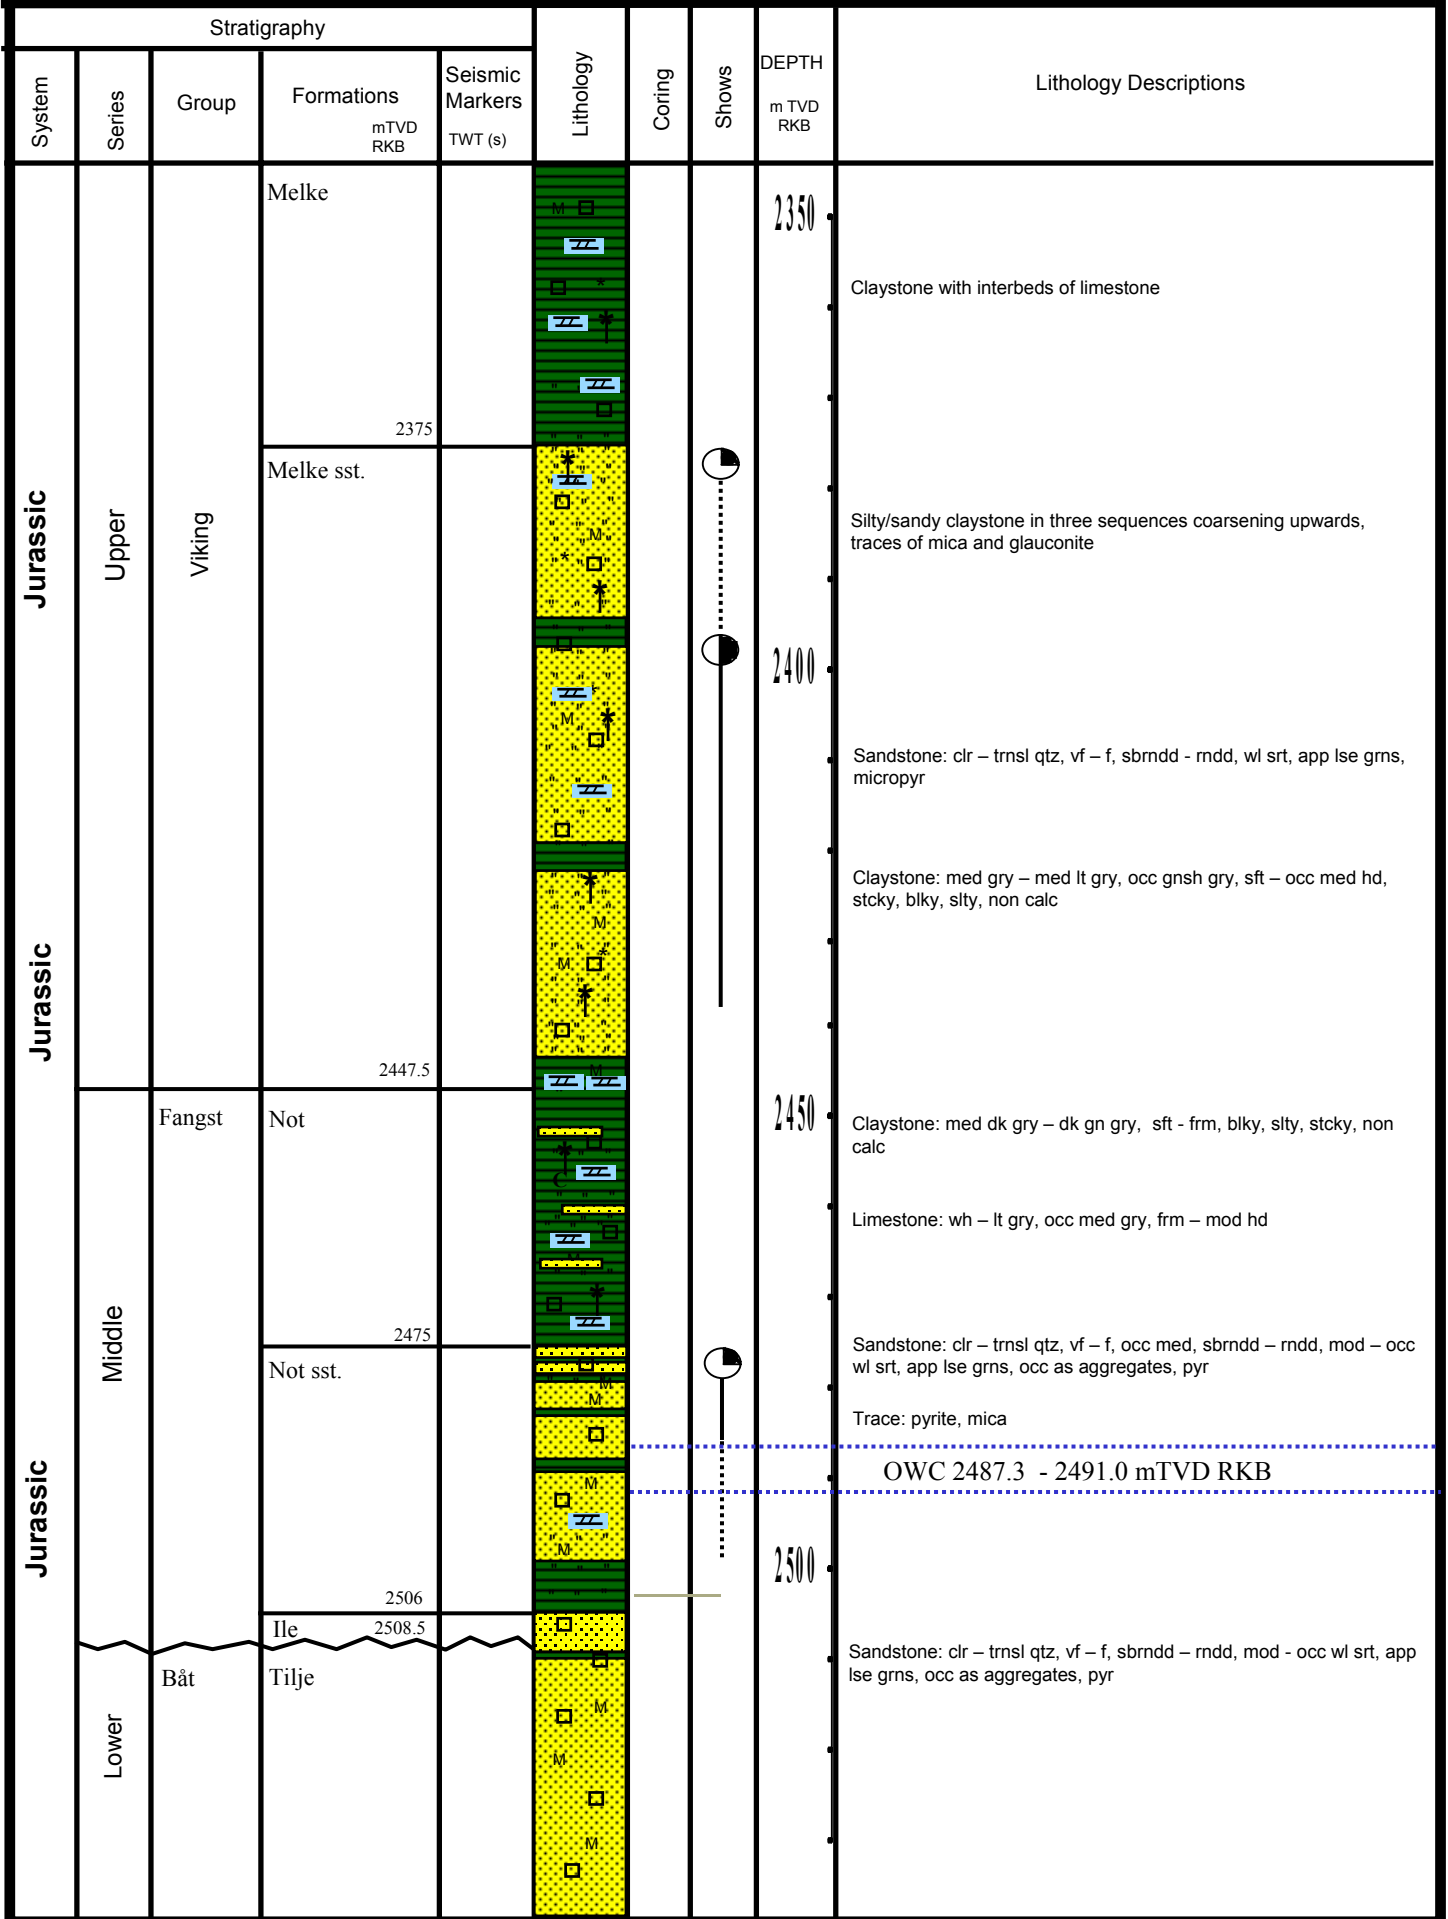 Stratigraphy
System
Series
Group
Formations
mTVD
RKB
Seismic
Markers
TWT (s)
Lithology
Coring
Shows
DEPTH
m TVD
RKB
Lithology Descriptions
Jurassic
Jurassic
Jurassic
Upper
Middle
Lower
Viking
Fangst
Båt
Melke
2375
Melke sst.
2447.5
Not
2475
Not sst.
2506
Ile
2508.5
Tilje
M
M
M
M
M
M
C
M
M
M
M
M
M
M
2350
2400
2450
2500
Claystone with interbeds of limestone
Silty/sandy claystone in three sequences coarsening upwards,
traces of mica and glauconite
Sandstone: clr – trnsl qtz, vf – f, sbrndd - rndd, wl srt, app lse grns,
micropyr
Claystone: med gry – med lt gry, occ gnsh gry, sft – occ med hd,
stcky, blky, slty, non calc
Claystone: med dk gry – dk gn gry, sft - frm, blky, slty, stcky, non
calc
Limestone: wh – lt gry, occ med gry, frm – mod hd
Sandstone: clr – trnsl qtz, vf – f, occ med, sbrndd – rndd, mod – occ
wl srt, app lse grns, occ as aggregates, pyr
Trace: pyrite, mica
OWC 2487.3 - 2491.0 mTVD RKB
Sandstone: clr – trnsl qtz, vf – f, sbrndd – rndd, mod - occ wl srt, app
lse grns, occ as aggregates, pyr